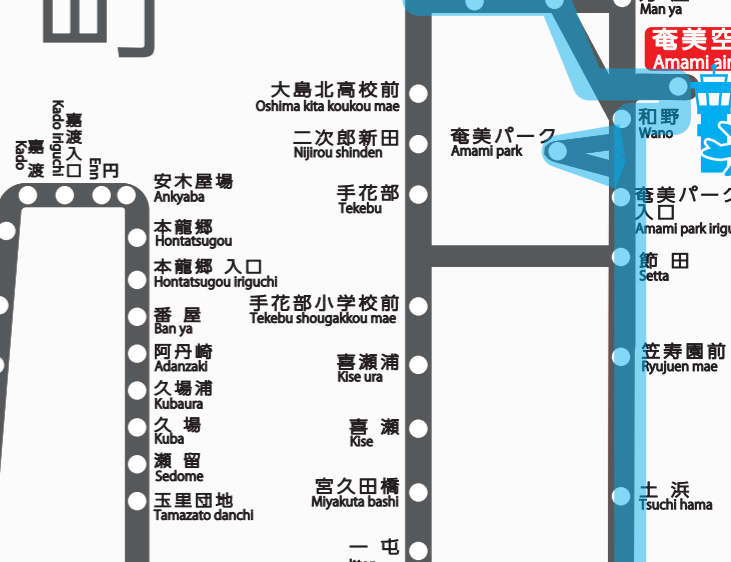 町
Man ya
奄美空
Amami air
和野
Wano
奄美パーク
Amami park
奄美パーク
入口
Amami park irigu
節 田
Setta
笠寿園前
Ryujuen mae
土 浜
Tsuchi hama
大島北高校前
Oshima kita koukou mae
二次郎新田
Nijirou shinden
手花部
Tekebu
手花部小学校前
Tekebu shougakkou mae
喜瀬浦
Kise ura
喜 瀬
Kise
宮久田橋
Miyakuta bashi
一 屯
嘉 渡
Kado
嘉渡入口
Kado iriguchi
円
Enn
安木屋場
Ankyaba
本龍郷
Hontatsugou
本龍郷 入口
Hontatsugou iriguchi
番 屋
Ban ya
阿丹崎
Adanzaki
久場浦
Kubaura
久 場
Kuba
瀬 留
Sedome
玉里団地
Tamazato danchi